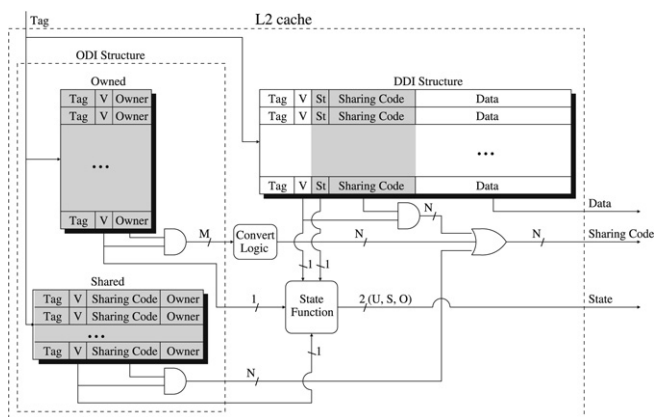 Tag
L2 cache
ODI Structure
Owned
Tag V Owner
Tag V Owner
...
Tag V Owner
DDI Structure
Tag V St Sharing Code Data
Tag V St Sharing Code Data
...
Tag V St Sharing Code Data
Data
M
Convert
Logic
N
N
N
Sharing Code
1
1
Shared
Tag V Sharing Code Owner
Tag V Sharing Code Owner
...
Tag V Sharing Code Owner
1
State
Function
2 (U, S, O)
State
1
N